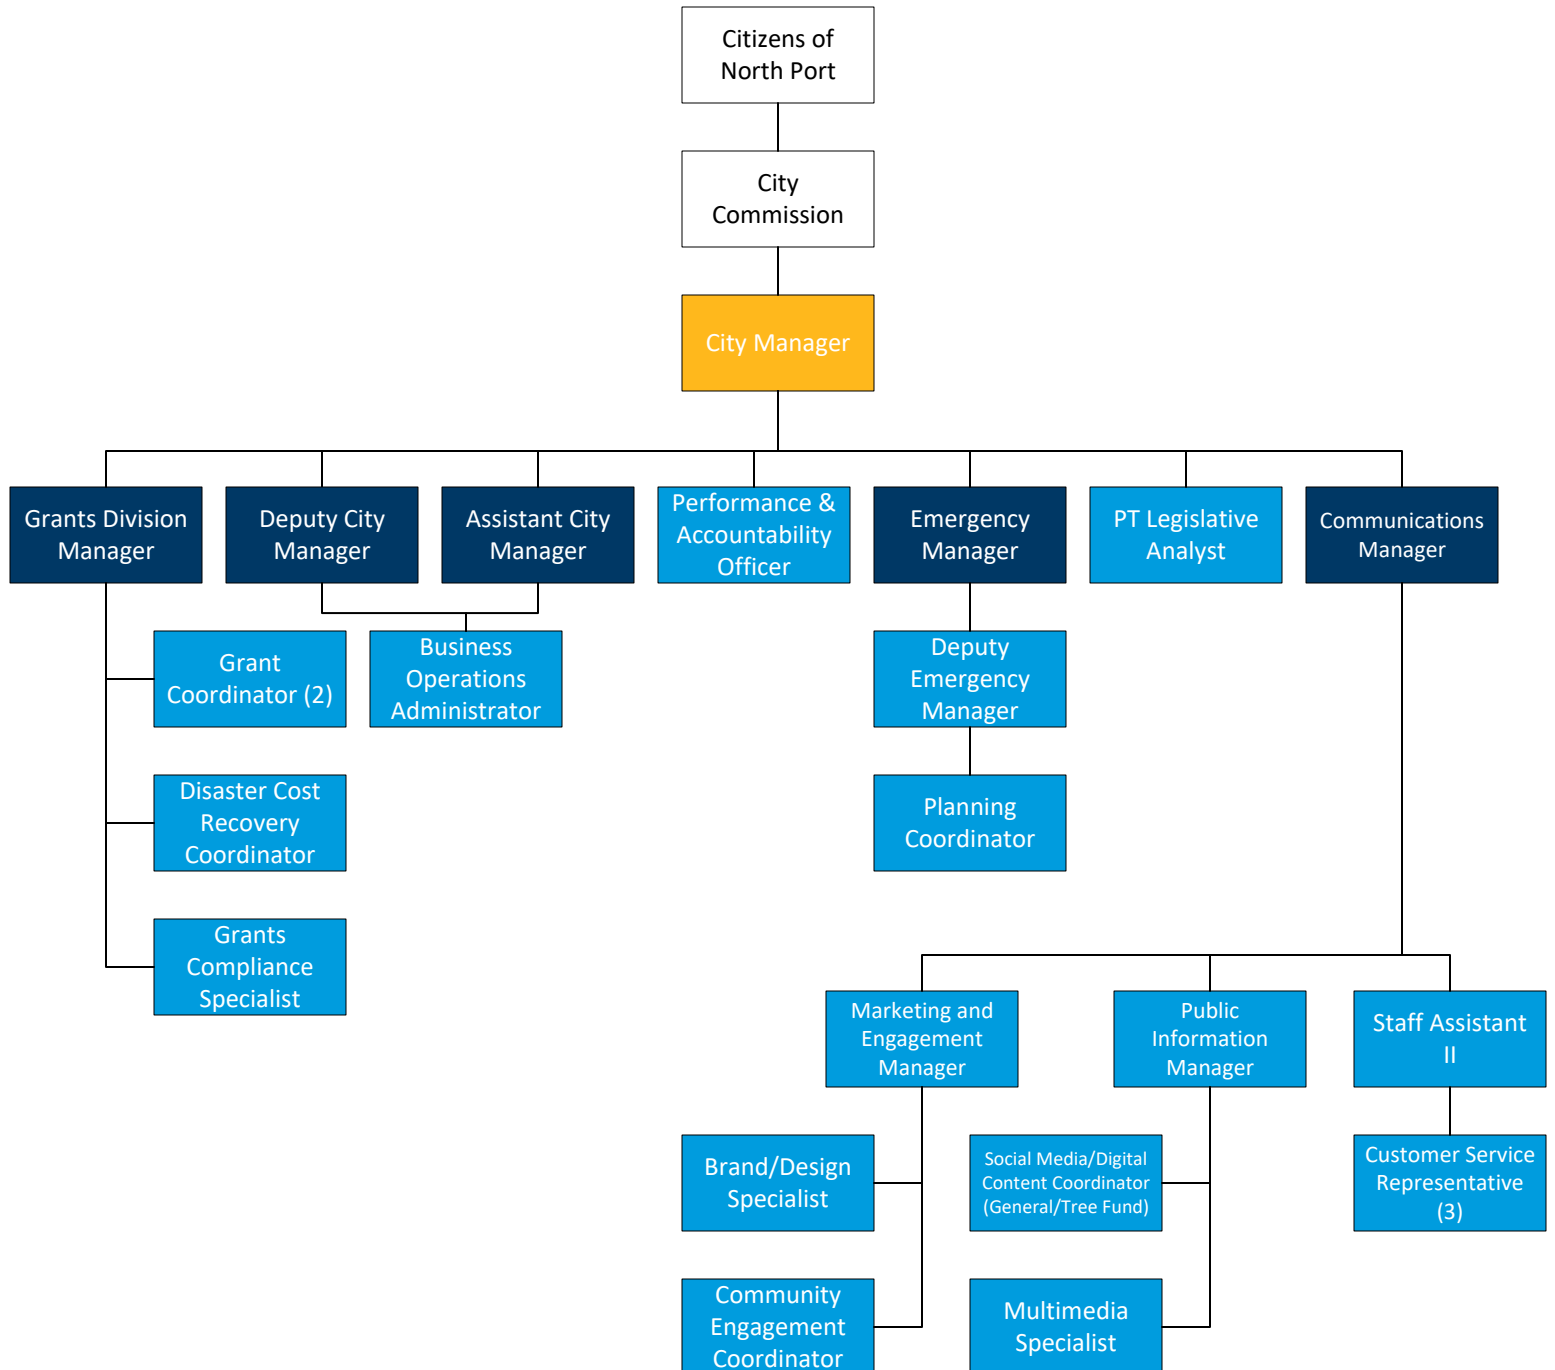 Citizens of
North Port
City
Commission
City Manager
Grants Division
Manager
Deputy City
Manager
Assistant City
Manager
Performance &
Accountability
Officer
Emergency
Manager
PT Legislative
Analyst
Communications
Manager
Grant
Coordinator (2)
Business
Operations
Administrator
Deputy
Emergency
Manager
Disaster Cost
Recovery
Coordinator
Planning
Coordinator
Grants
Compliance
Specialist
Marketing and
Engagement
Manager
Public
Information
Manager
Staff Assistant
II
Brand/Design
Specialist
Social Media/Digital
Content Coordinator
(General/Tree Fund)
Customer Service
Representative
(3)
Community
Engagement
Coordinator
Multimedia
Specialist